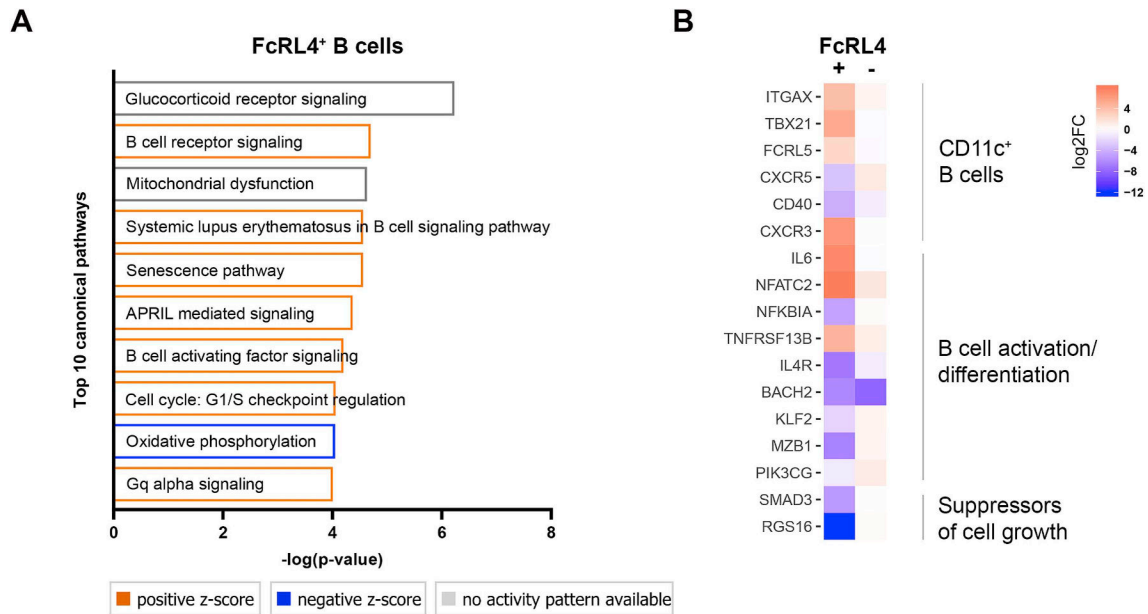 A
FcRL4⁺ B cells
Top 10 canonical pathways
Glucocorticoid receptor signaling
B cell receptor signaling
Mitochondrial dysfunction
Systemic lupus erythematosus in B cell signaling pathway
Senescence pathway
APRIL mediated signaling
B cell activating factor signaling
Cell cycle: G1/S checkpoint regulation
Oxidative phosphorylation
Gq alpha signaling
0 2 4 6 8
-log(p-value)
positive z-score
negative z-score
no activity pattern available
B
FcRL4
+ -
ITGAX
TBX21
FCRL5
CXCR5
CD40
CXCR3
IL6
NFATC2
NFKBIA
TNFRSF13B
IL4R
BACH2
KLF2
MZB1
PIK3CG
SMAD3
RGS16
CD11c⁺
B cells
B cell activation/
differentiation
Suppressors
of cell growth
log2FC
4
0
−4
−8
−12